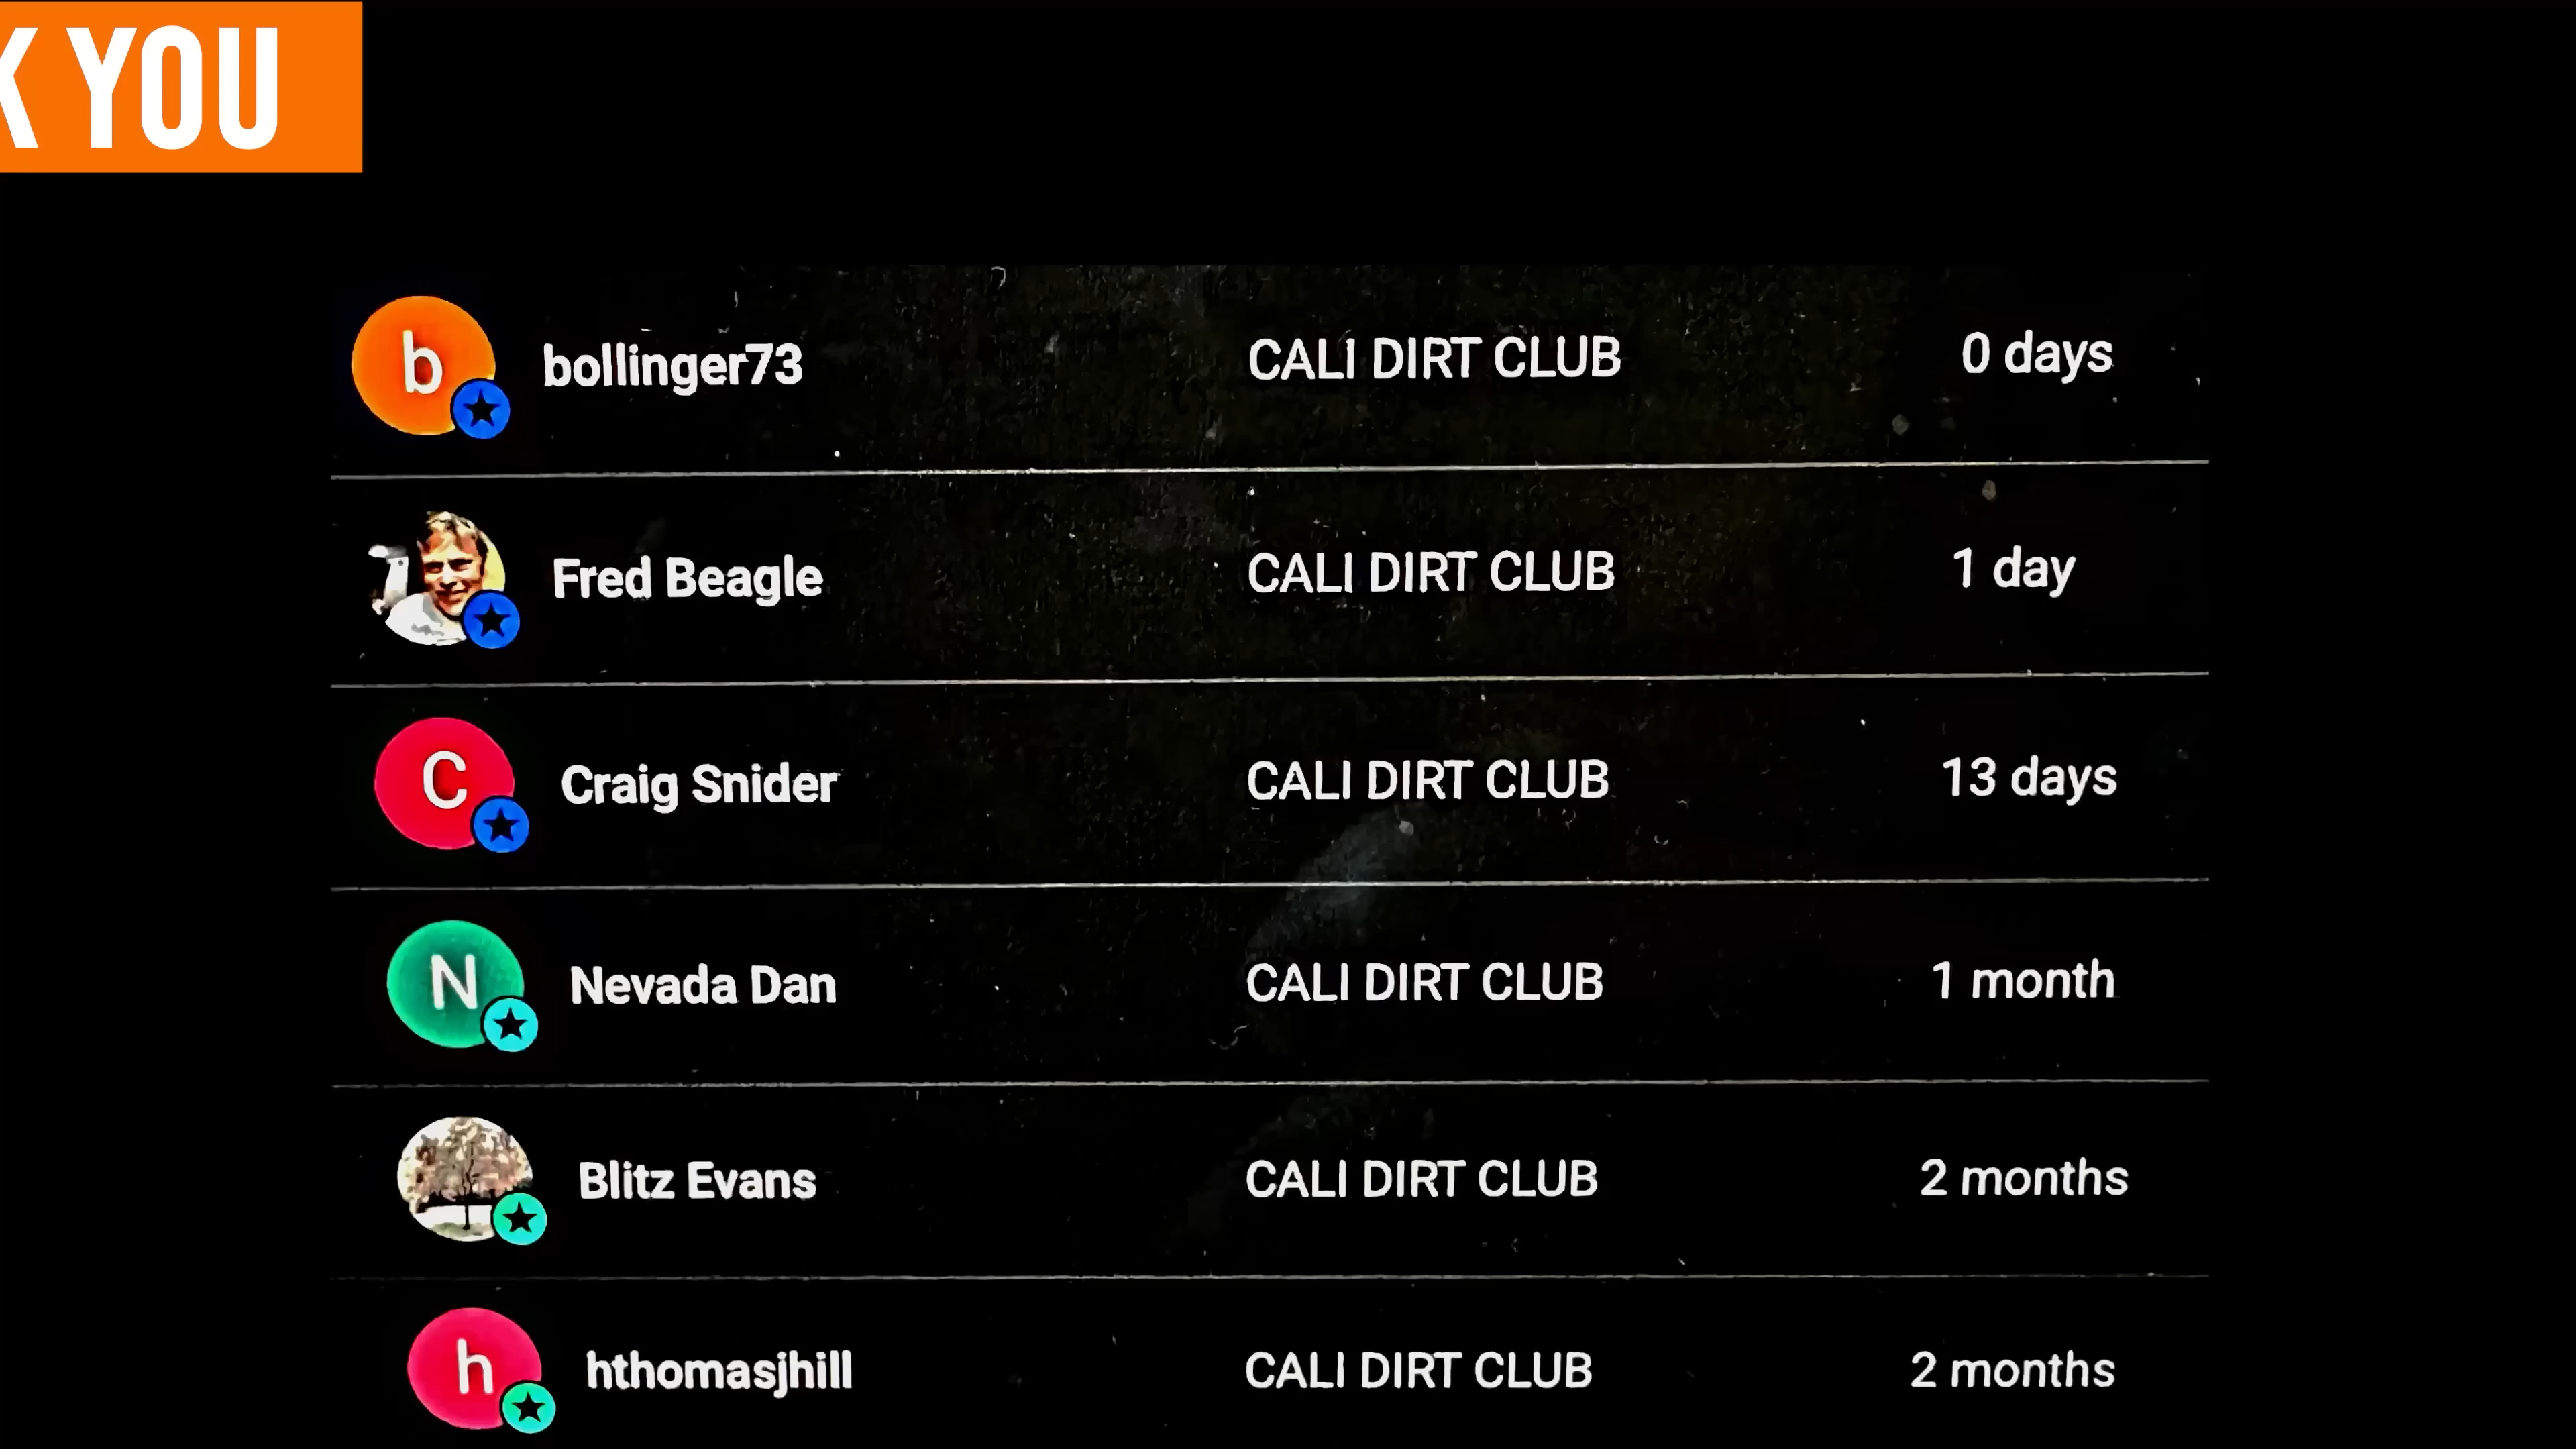 K YOU
b bollinger73 CALI DIRT CLUB 0 days
Fred Beagle CALI DIRT CLUB 1 day
C Craig Snider CALI DIRT CLUB 13 days
N Nevada Dan CALI DIRT CLUB 1 month
Blitz Evans CALI DIRT CLUB 2 months
h hthomasjhill CALI DIRT CLUB 2 months